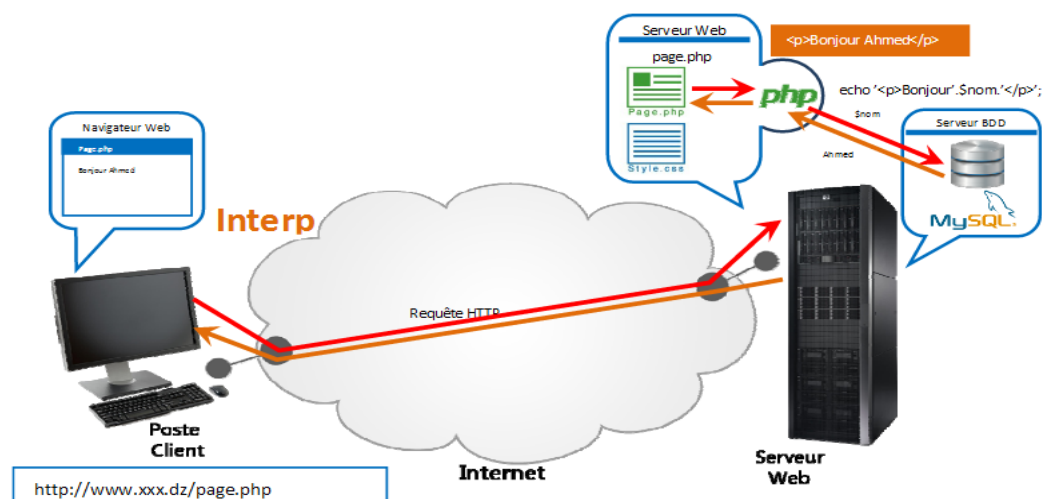 Serveur Web
<p>Bonjour Ahmed</p>
page.php
php
echo '<p>Bonjour'.$nom.'</p>';
Page.php
$nom
Serveur BDD
Navigateur Web
Page.php
Ahmed
Bonjour Ahmed
Style.css
MySQL
Interp
Requête HTTP
Poste
Client
Internet
Serveur
Web
http://www.xxx.dz/page.php